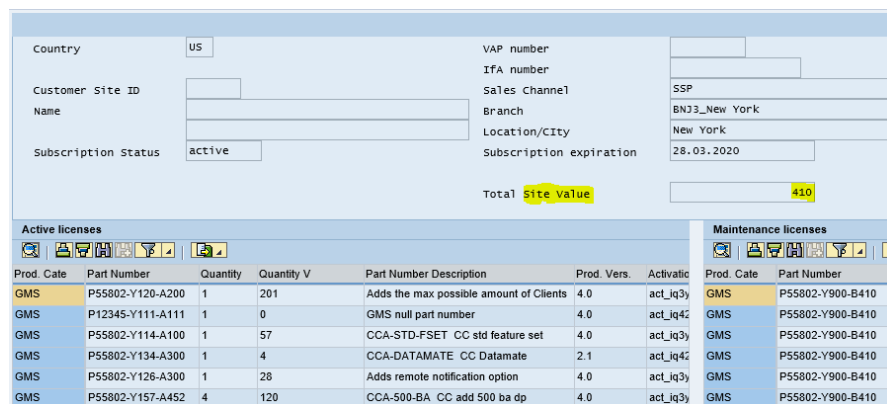 Country US VAP number
IfA number
Customer Site ID Sales Channel SSP
Name Branch BNJ3_New York
Location/CIty New York
Subscription Status active Subscription expiration 28.03.2020
Total Site Value 410
Active licenses Maintenance licenses
Prod. Cate Part Number Quantity Quantity V Part Number Description Prod. Vers. Activatic Prod. Cate Part Number
GMS P55802-Y120-A200 1 201 Adds the max possible amount of Clients 4.0 act_iq3y GMS P55802-Y900-B410
GMS P12345-Y111-A111 1 0 GMS null part number 4.0 act_iq42 GMS P55802-Y900-B410
GMS P55802-Y114-A100 1 57 CCA-STD-FSET CC std feature set 4.0 act_iq3y GMS P55802-Y900-B410
GMS P55802-Y134-A300 1 4 CCA-DATAMATE CC Datamate 2.1 act_iq42 GMS P55802-Y900-B410
GMS P55802-Y126-A300 1 28 Adds remote notification option 4.0 act_iq3y GMS P55802-Y900-B410
GMS P55802-Y157-A452 4 120 CCA-500-BA CC add 500 ba dp 4.0 act_iq3y GMS P55802-Y900-B410